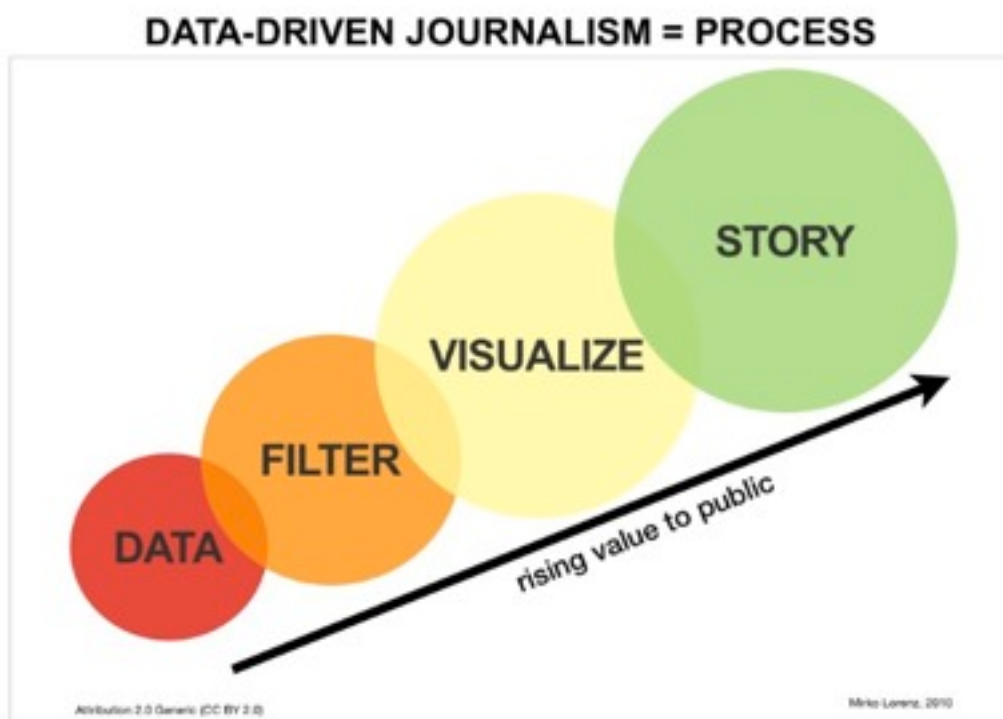 DATA-DRIVEN JOURNALISM = PROCESS
STORY
VISUALIZE
FILTER
DATA
rising value to public
Attribution 2.0 Generic (CC BY 2.0)
Mirko Lorenz, 2010